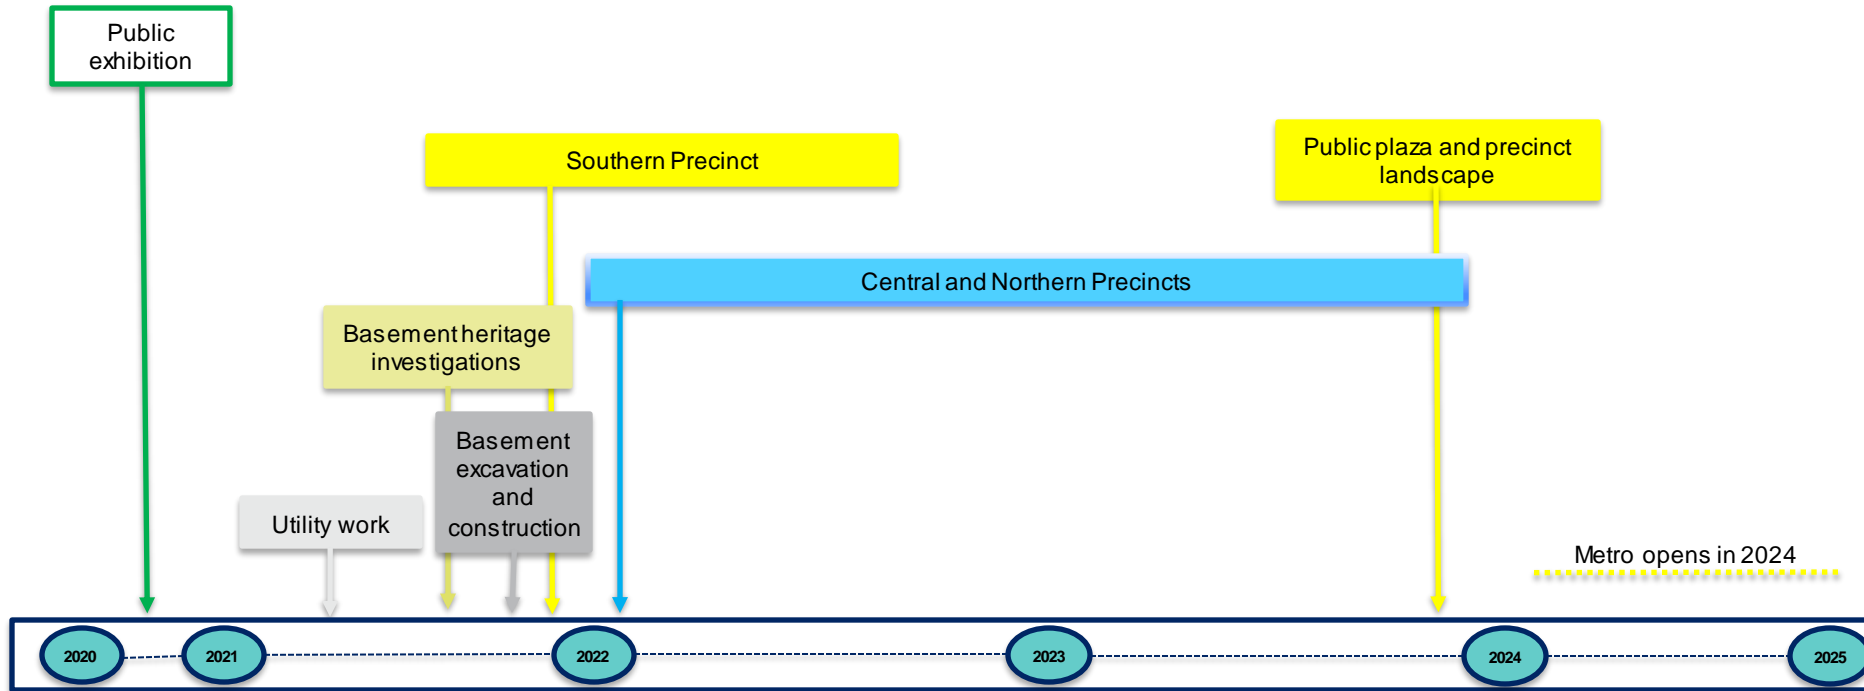 Public
exhibition
Southern Precinct
Public plaza and precinct
landscape
Central and Northern Precincts
Basement heritage
investigations
Basement
excavation
and
construction
Utility work
Metro opens in 2024
2020
2021
2022
2023
2024
2025